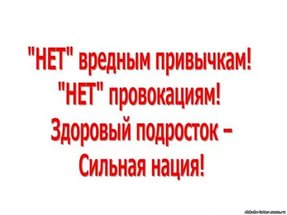 "НЕТ" вредным привычкам!
"НЕТ" провокациям!
Здоровый подросток –
Сильная нация!